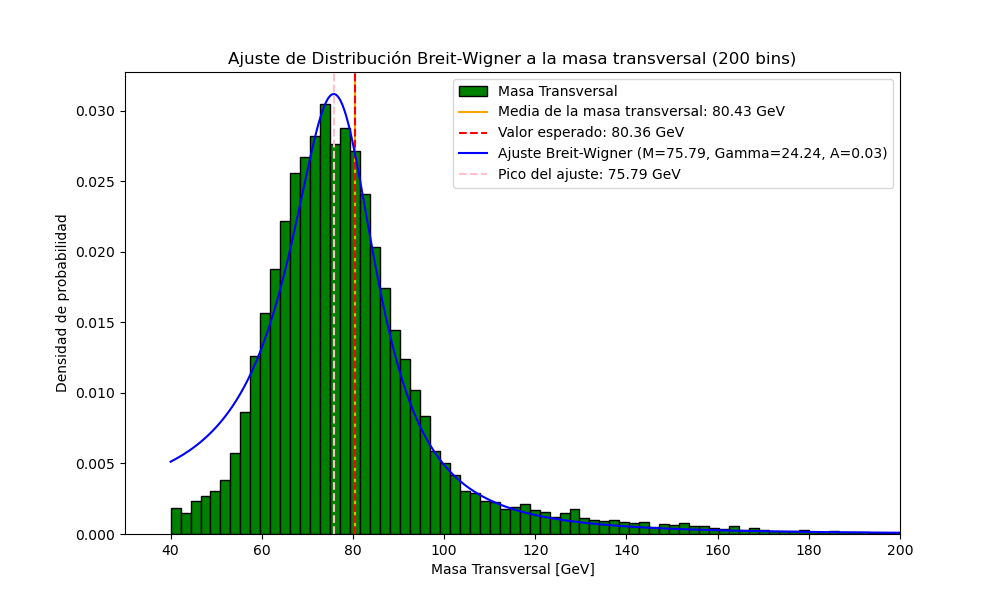 Ajuste de Distribución Breit-Wigner a la masa transversal (200 bins)
Masa Transversal
Media de la masa transversal: 80.43 GeV
Valor esperado: 80.36 GeV
Ajuste Breit-Wigner (M=75.79, Gamma=24.24, A=0.03)
Pico del ajuste: 75.79 GeV
Densidad de probabilidad
0.030
0.025
0.020
0.015
0.010
0.005
0.000
40 60 80 100 120 140 160 180 200
Masa Transversal [GeV]